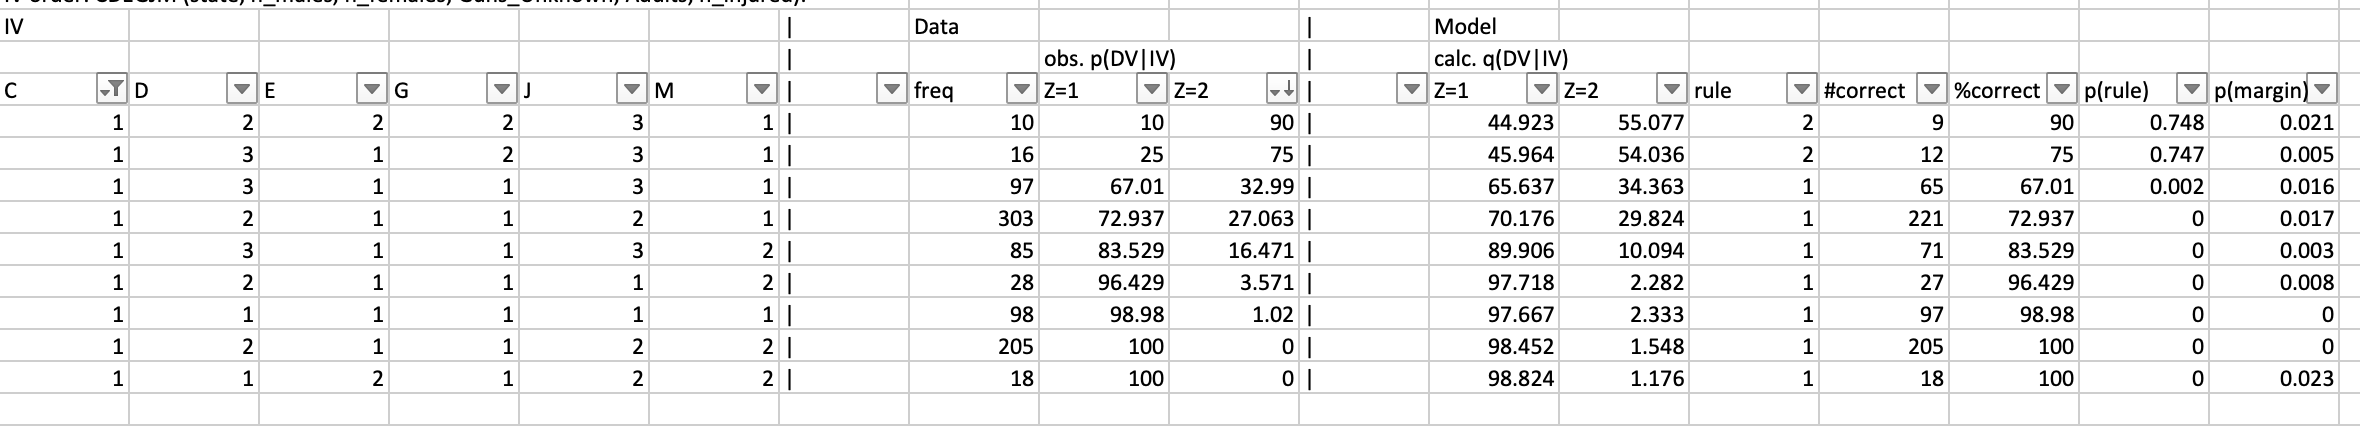 IV | Data | Model
| obs. p(DV|IV) | calc. q(DV|IV)
C D E G J M | freq Z=1 Z=2 | Z=1 Z=2 rule #correct %correct p(rule) p(margin)
1 2 2 2 3 1 | 10 10 90 | 44.923 55.077 2 9 90 0.748 0.021
1 3 1 2 3 1 | 16 25 75 | 45.964 54.036 2 12 75 0.747 0.005
1 3 1 1 3 1 | 97 67.01 32.99 | 65.637 34.363 1 65 67.01 0.002 0.016
1 2 1 1 2 1 | 303 72.937 27.063 | 70.176 29.824 1 221 72.937 0 0.017
1 3 1 1 3 2 | 85 83.529 16.471 | 89.906 10.094 1 71 83.529 0 0.003
1 2 1 1 1 2 | 28 96.429 3.571 | 97.718 2.282 1 27 96.429 0 0.008
1 1 1 1 1 1 | 98 98.98 1.02 | 97.667 2.333 1 97 98.98 0 0
1 2 1 1 2 2 | 205 100 0 | 98.452 1.548 1 205 100 0 0
1 1 2 1 2 2 | 18 100 0 | 98.824 1.176 1 18 100 0 0.023